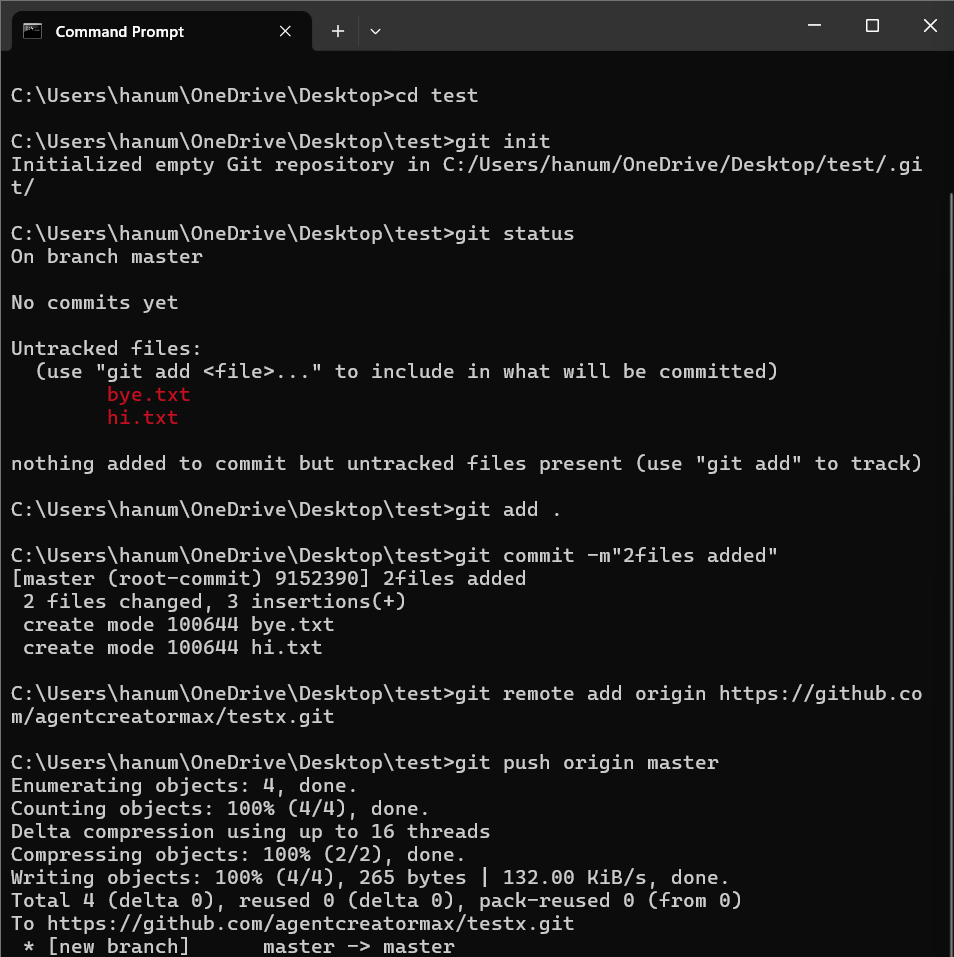 Command Prompt
C:\Users\hanum\OneDrive\Desktop>cd test
C:\Users\hanum\OneDrive\Desktop\test>git init
Initialized empty Git repository in C:/Users/hanum/OneDrive/Desktop/test/.gi
t/
C:\Users\hanum\OneDrive\Desktop\test>git status
On branch master
No commits yet
Untracked files:
  (use "git add <file>..." to include in what will be committed)
        bye.txt
        hi.txt
nothing added to commit but untracked files present (use "git add" to track)
C:\Users\hanum\OneDrive\Desktop\test>git add .
C:\Users\hanum\OneDrive\Desktop\test>git commit -m"2files added"
[master (root-commit) 9152390] 2files added
 2 files changed, 3 insertions(+)
 create mode 100644 bye.txt
 create mode 100644 hi.txt
C:\Users\hanum\OneDrive\Desktop\test>git remote add origin https://github.co
m/agentcreatormax/testx.git
C:\Users\hanum\OneDrive\Desktop\test>git push origin master
Enumerating objects: 4, done.
Counting objects: 100% (4/4), done.
Delta compression using up to 16 threads
Compressing objects: 100% (2/2), done.
Writing objects: 100% (4/4), 265 bytes | 132.00 KiB/s, done.
Total 4 (delta 0), reused 0 (delta 0), pack-reused 0 (from 0)
To https://github.com/agentcreatormax/testx.git
 * [new branch]      master -> master